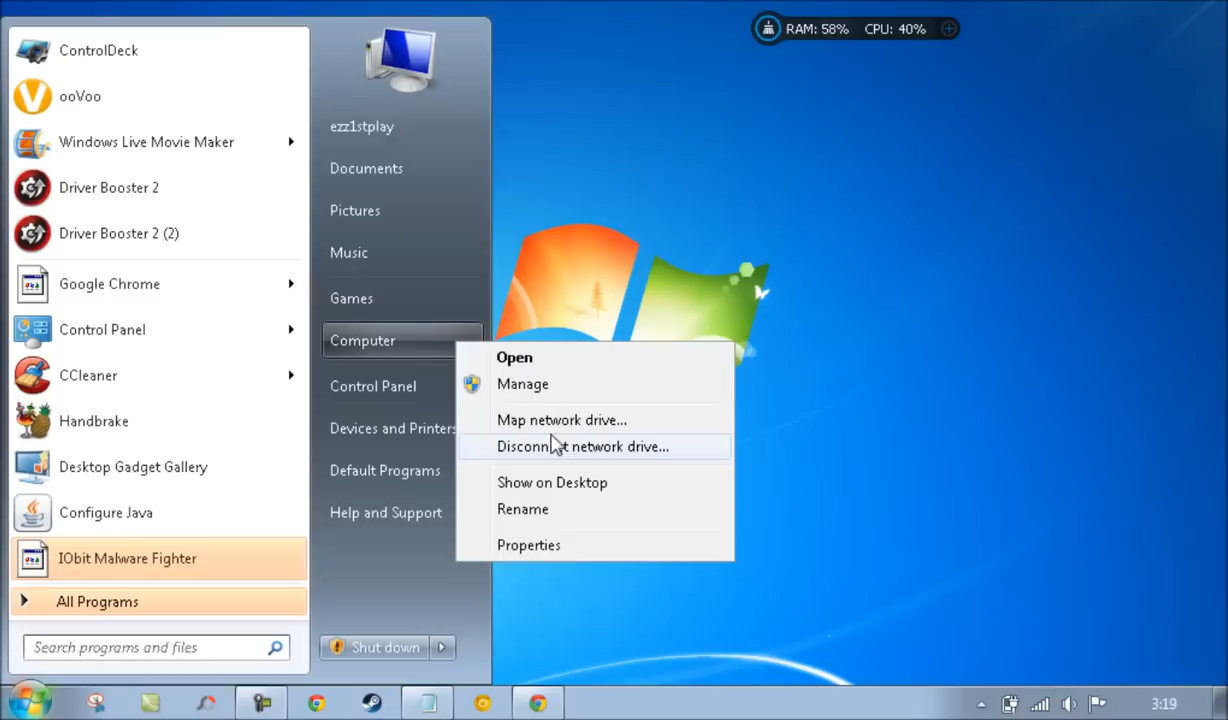 RAM: 58% CPU: 40%
ControlDeck
ooVoo
Windows Live Movie Maker
Driver Booster 2
Driver Booster 2 (2)
Google Chrome
Control Panel
CCleaner
Handbrake
Desktop Gadget Gallery
Configure Java
IObit Malware Fighter
All Programs
Search programs and files
ezz1stplay
Documents
Pictures
Music
Games
Computer
Control Panel
Devices and Printers
Default Programs
Help and Support
Shut down
Open
Manage
Map network drive...
Disconnect network drive...
Show on Desktop
Rename
Properties
3:19